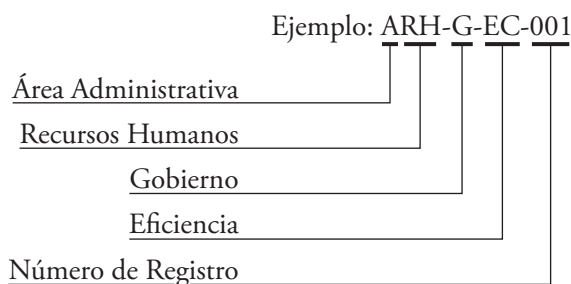 Ejemplo: ARH-G-EC-001
Área Administrativa
Recursos Humanos
Gobierno
Eficiencia
Número de Registro